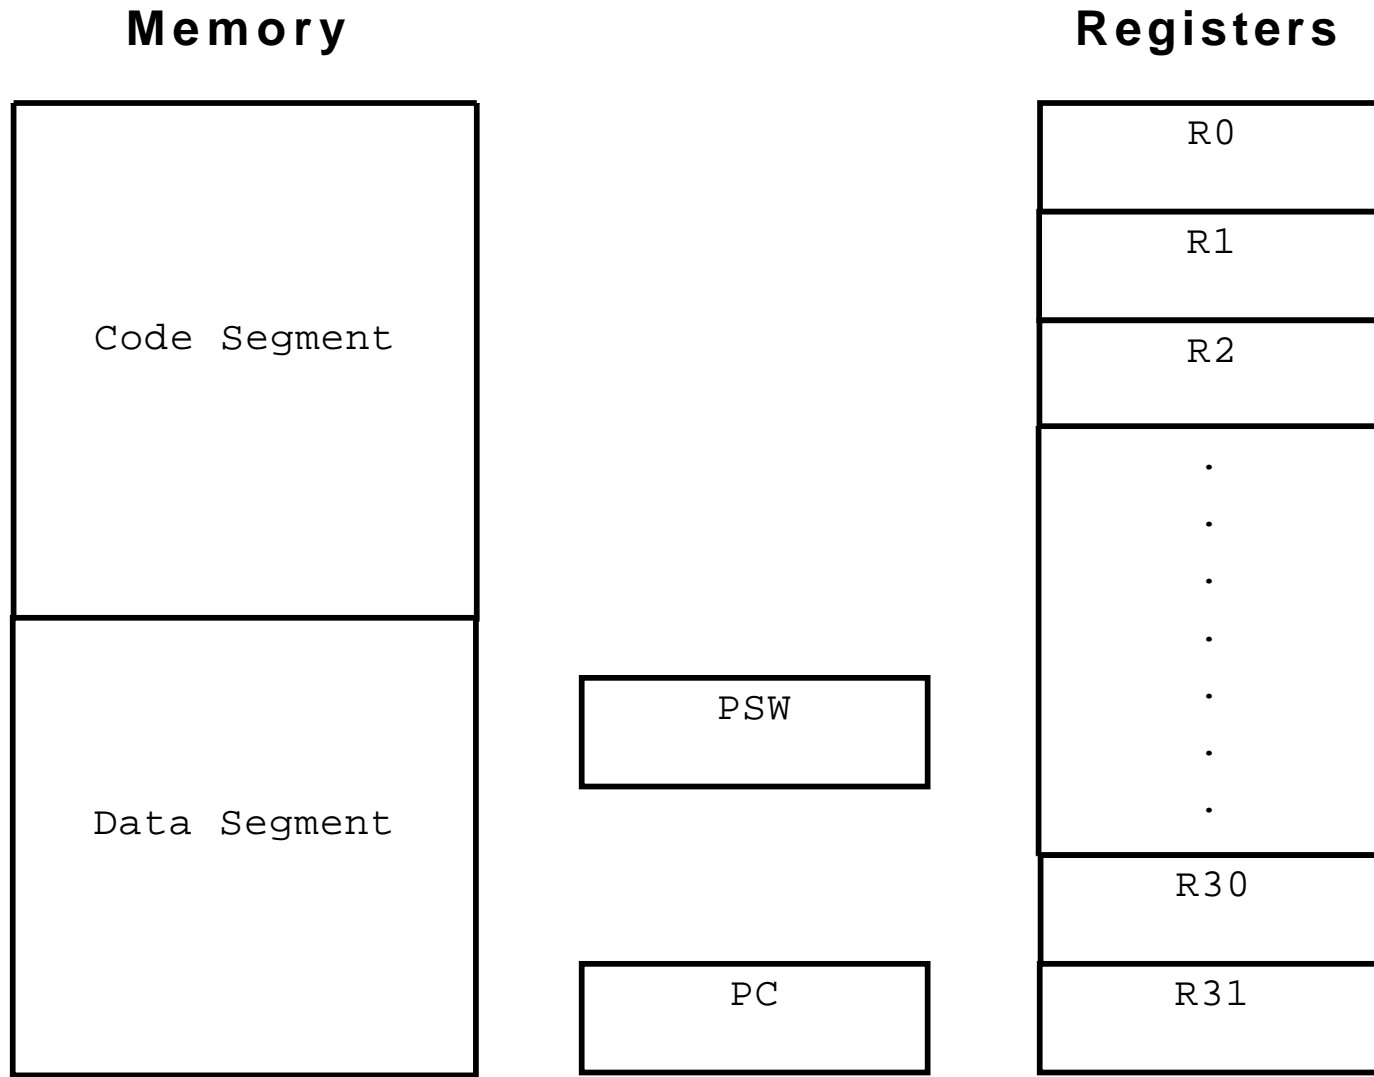 Memory
Registers
Code Segment
Data Segment
PSW
PC
R0
R1
R2
.
.
.
.
.
.
.
R30
R31